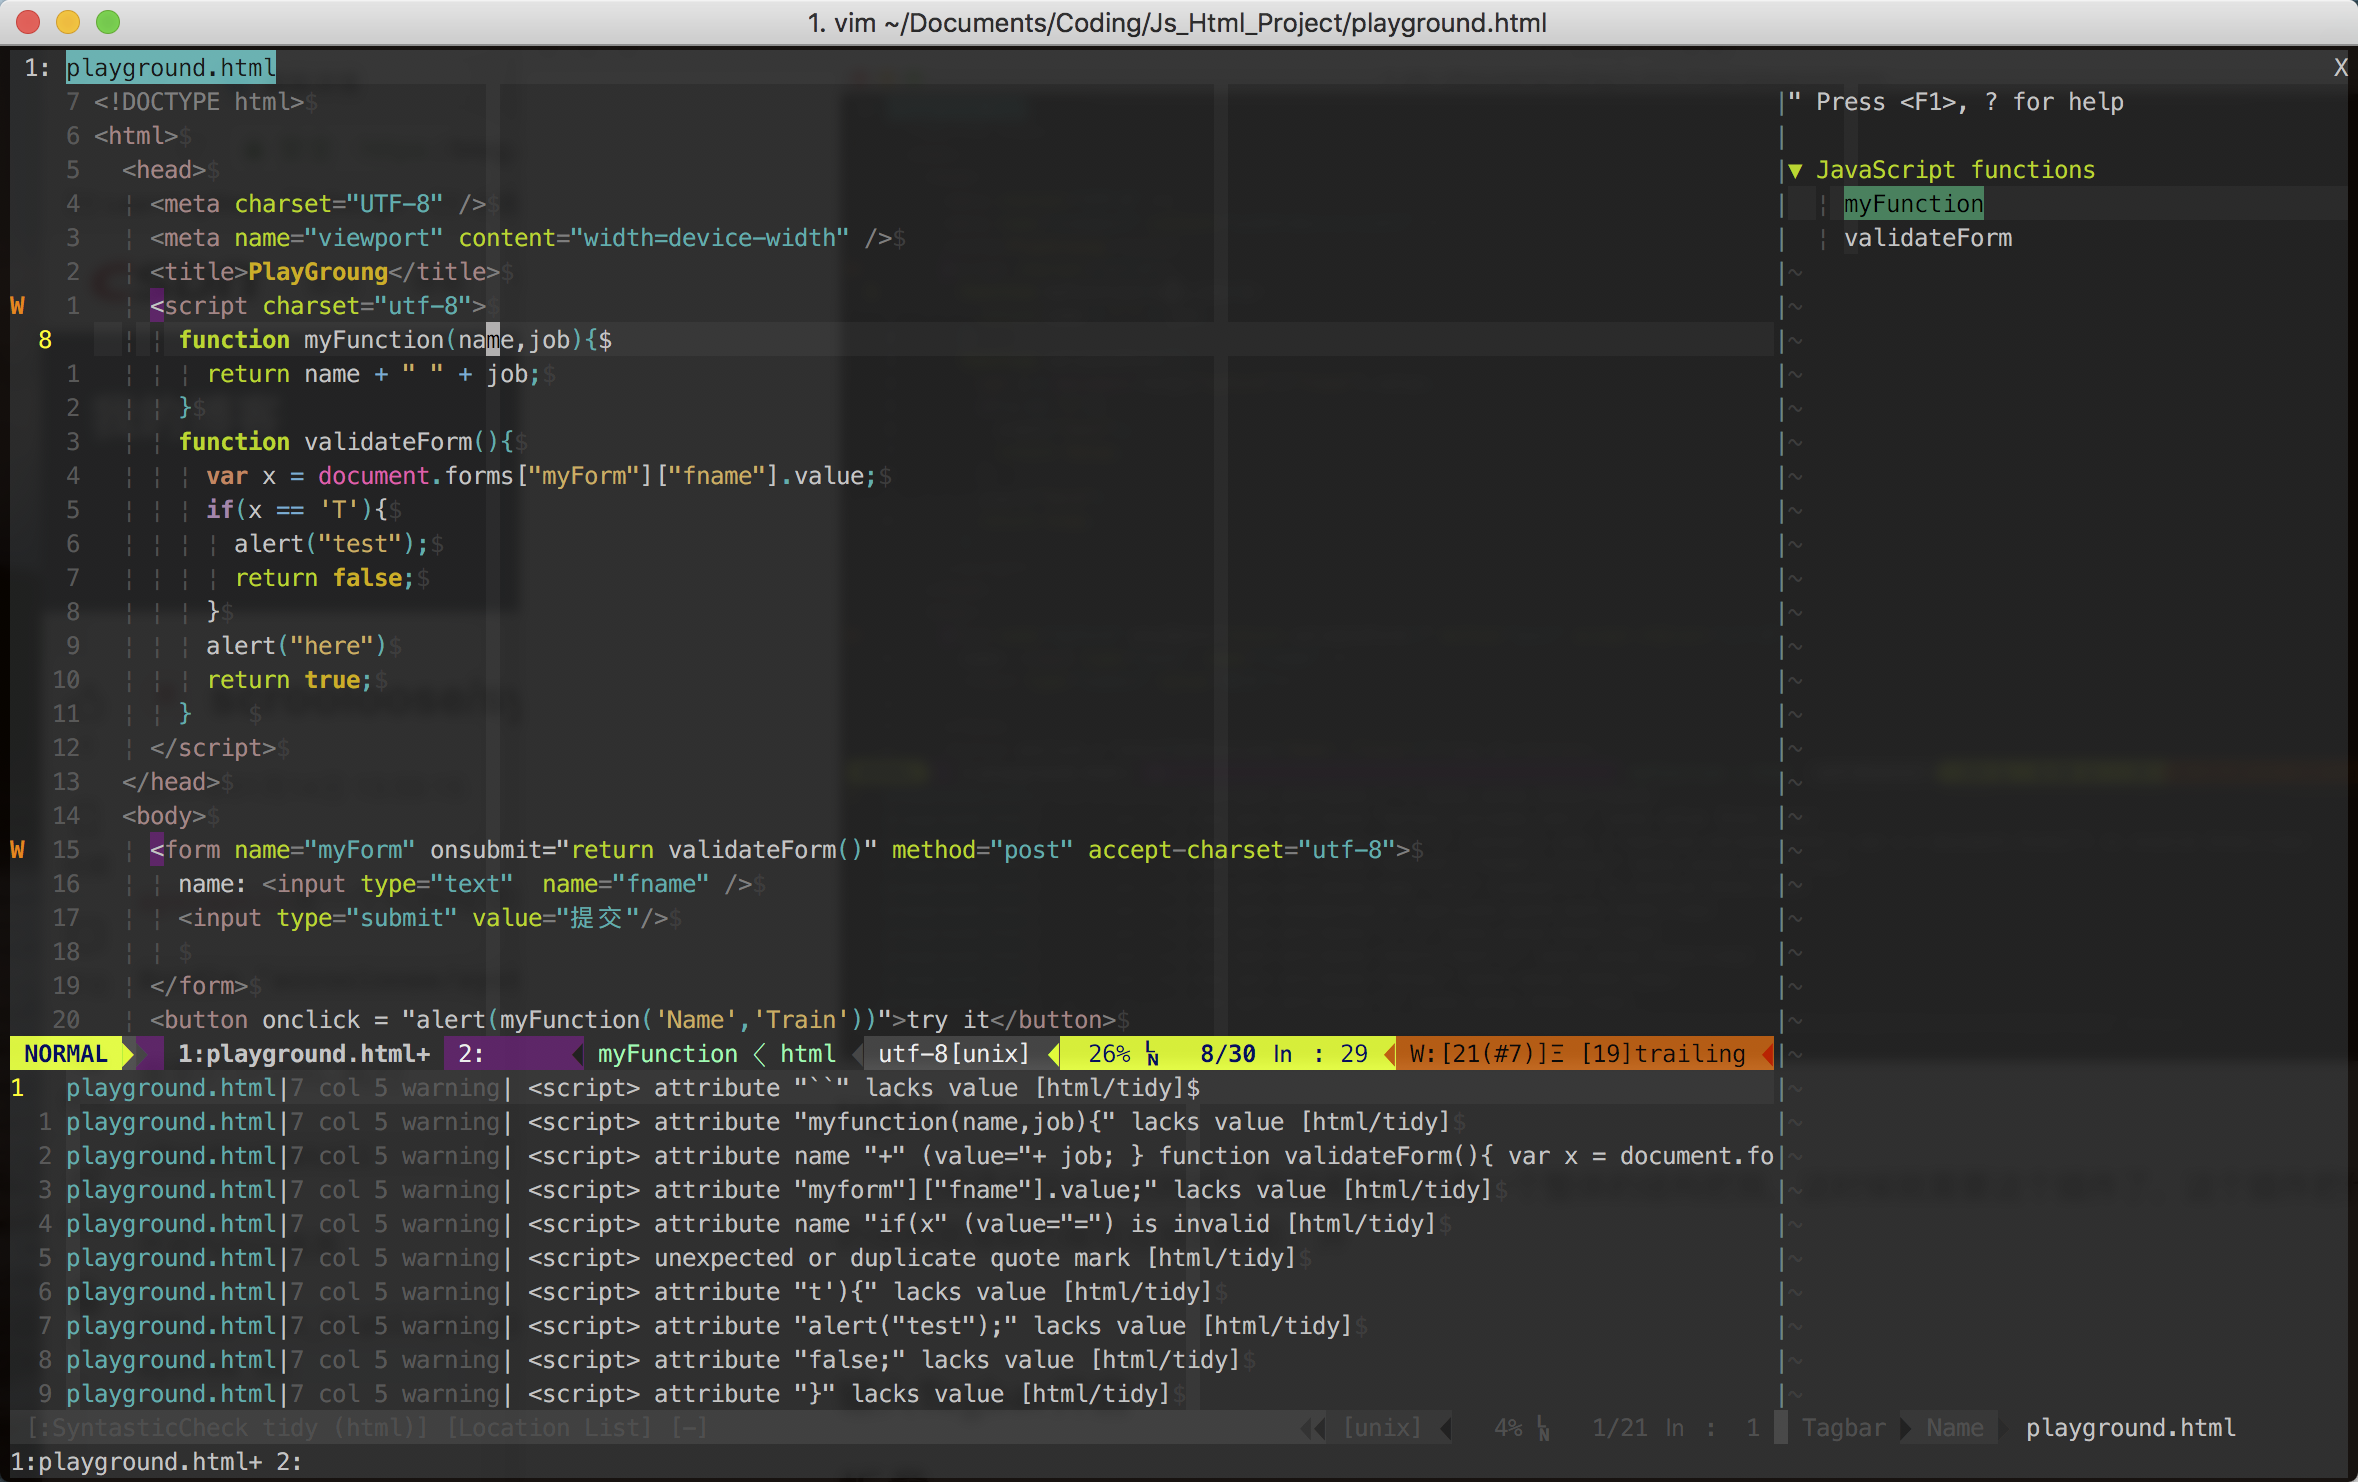 1. vim ~/Documents/Coding/Js_Html_Project/playground.html
1: playground.html X
7 <!DOCTYPE html>$
6 <html>$
5   <head>$
4   ¦ <meta charset="UTF-8" />$
3   ¦ <meta name="viewport" content="width=device-width" />$
2   ¦ <title>PlayGroung</title>$
W 1   ¦ <script charset="utf-8">$
8   ¦ ¦ function myFunction(name,job){$
1   ¦ ¦ ¦ return name + " " + job;$
2   ¦ ¦ }$
3   ¦ ¦ function validateForm(){$
4   ¦ ¦ ¦ var x = document.forms["myForm"]["fname"].value;$
5   ¦ ¦ ¦ if(x == 'T'){$
6   ¦ ¦ ¦ ¦ alert("test");$
7   ¦ ¦ ¦ ¦ return false;$
8   ¦ ¦ ¦ }$
9   ¦ ¦ ¦ alert("here")$
10   ¦ ¦ ¦ return true;$
11   ¦ ¦ }    $
12   ¦ </script>$
13   </head>$
14   <body>$
W 15   ¦ <form name="myForm" onsubmit="return validateForm()" method="post" accept-charset="utf-8">$
16   ¦ ¦ name: <input type="text"  name="fname" />$
17   ¦ ¦ <input type="submit" value="提交"/>$
18   ¦ ¦ $
19   ¦ </form>$
20   ¦ <button onclick = "alert(myFunction('Name','Train'))">try it</button>$
NORMAL 1:playground.html+ 2: myFunction < html utf-8[unix] 26% LN 8/30 ln : 29 W:[21(#7)]Ξ [19]trailing
1 playground.html|7 col 5 warning| <script> attribute "``" lacks value [html/tidy]$
1 playground.html|7 col 5 warning| <script> attribute "myfunction(name,job){" lacks value [html/tidy]$
2 playground.html|7 col 5 warning| <script> attribute name "+" (value="+ job; } function validateForm(){ var x = document.fo
3 playground.html|7 col 5 warning| <script> attribute "myform"]["fname"].value;" lacks value [html/tidy]$
4 playground.html|7 col 5 warning| <script> attribute name "if(x" (value="=") is invalid [html/tidy]$
5 playground.html|7 col 5 warning| <script> unexpected or duplicate quote mark [html/tidy]$
6 playground.html|7 col 5 warning| <script> attribute "t'){" lacks value [html/tidy]$
7 playground.html|7 col 5 warning| <script> attribute "alert("test");" lacks value [html/tidy]$
8 playground.html|7 col 5 warning| <script> attribute "false;" lacks value [html/tidy]$
9 playground.html|7 col 5 warning| <script> attribute "}" lacks value [html/tidy]$
[:SyntasticCheck tidy (html)] [Location List] [-] [unix] 4% LN 1/21 ln : 1
" Press <F1>, ? for help
▼ JavaScript functions
¦ myFunction
¦ validateForm
Tagbar Name playground.html
1:playground.html+ 2: